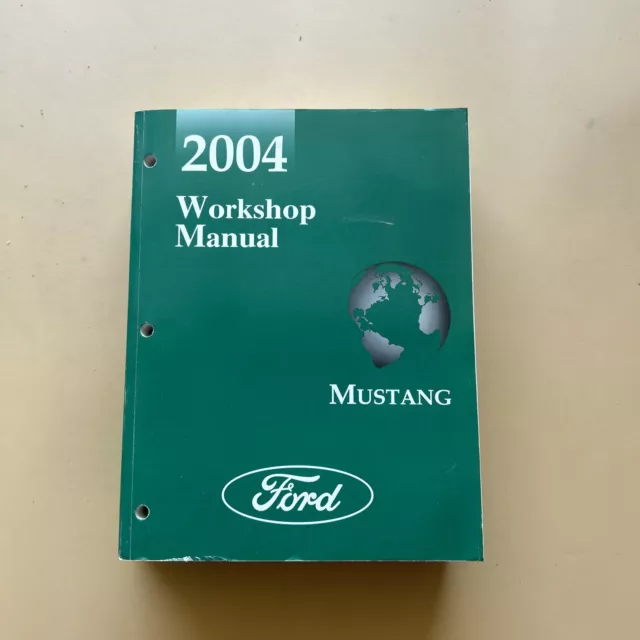 2004
Workshop
Manual
MUSTANG
Ford